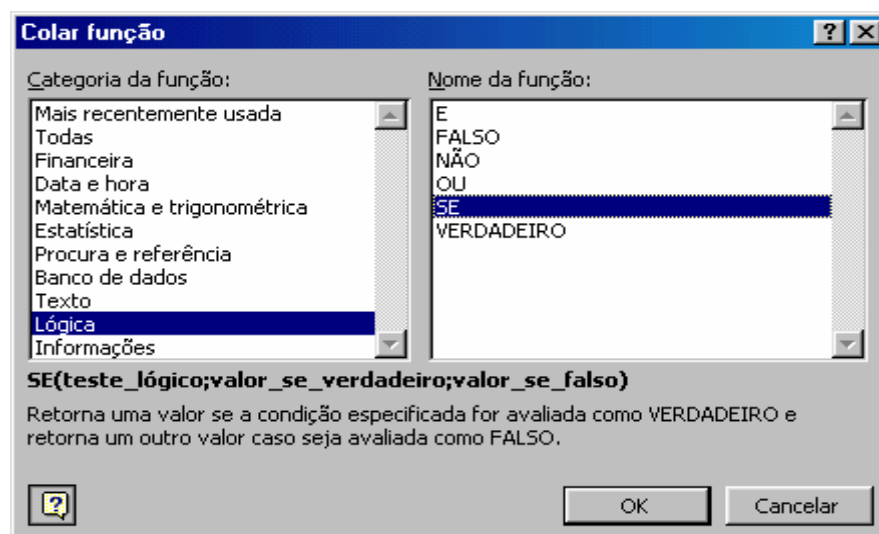 Colar função
Categoria da função:
Mais recentemente usada
Todas
Financeira
Data e hora
Matemática e trigonométrica
Estatística
Procura e referência
Banco de dados
Texto
Lógica
Informações
Nome da função:
E
FALSO
NÃO
OU
SE
VERDADEIRO
SE(teste_lógico;valor_se_verdadeiro;valor_se_falso)
Retorna uma valor se a condição especificada for avaliada como VERDADEIRO e
retorna um outro valor caso seja avaliada como FALSO.
OK
Cancelar